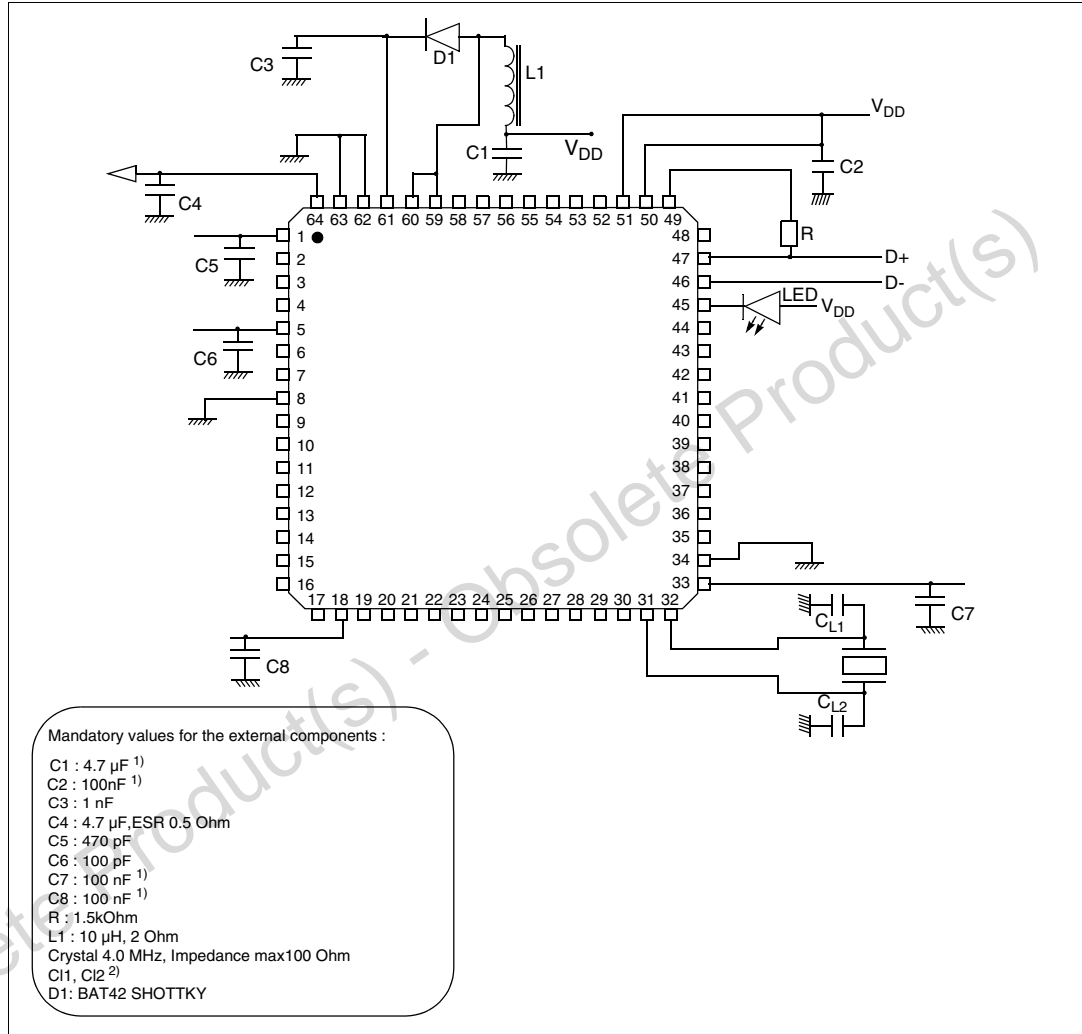 C3
D1
L1
C1
VDD
VDD
C2
C4
64 63 62 61 60 59 58 57 56 55 54 53 52 51 50 49
R
1
2
3
4
5
6
7
8
9
10
11
12
13
14
15
16
C5
C6
48
47
46
45
44
43
42
41
40
39
38
37
36
35
34
33
D+
D-
LED
VDD
17 18 19 20 21 22 23 24 25 26 27 28 29 30 31 32
C8
CL1
C7
CL2
Mandatory values for the external components :
C1 : 4.7 µF 1)
C2 : 100nF 1)
C3 : 1 nF
C4 : 4.7 µF,ESR 0.5 Ohm
C5 : 470 pF
C6 : 100 pF
C7 : 100 nF 1)
C8 : 100 nF 1)
R : 1.5kOhm
L1 : 10 µH, 2 Ohm
Crystal 4.0 MHz, Impedance max100 Ohm
Cl1, Cl2 2)
D1: BAT42 SHOTTKY
ete Product(s) - Obsolete Product(s)